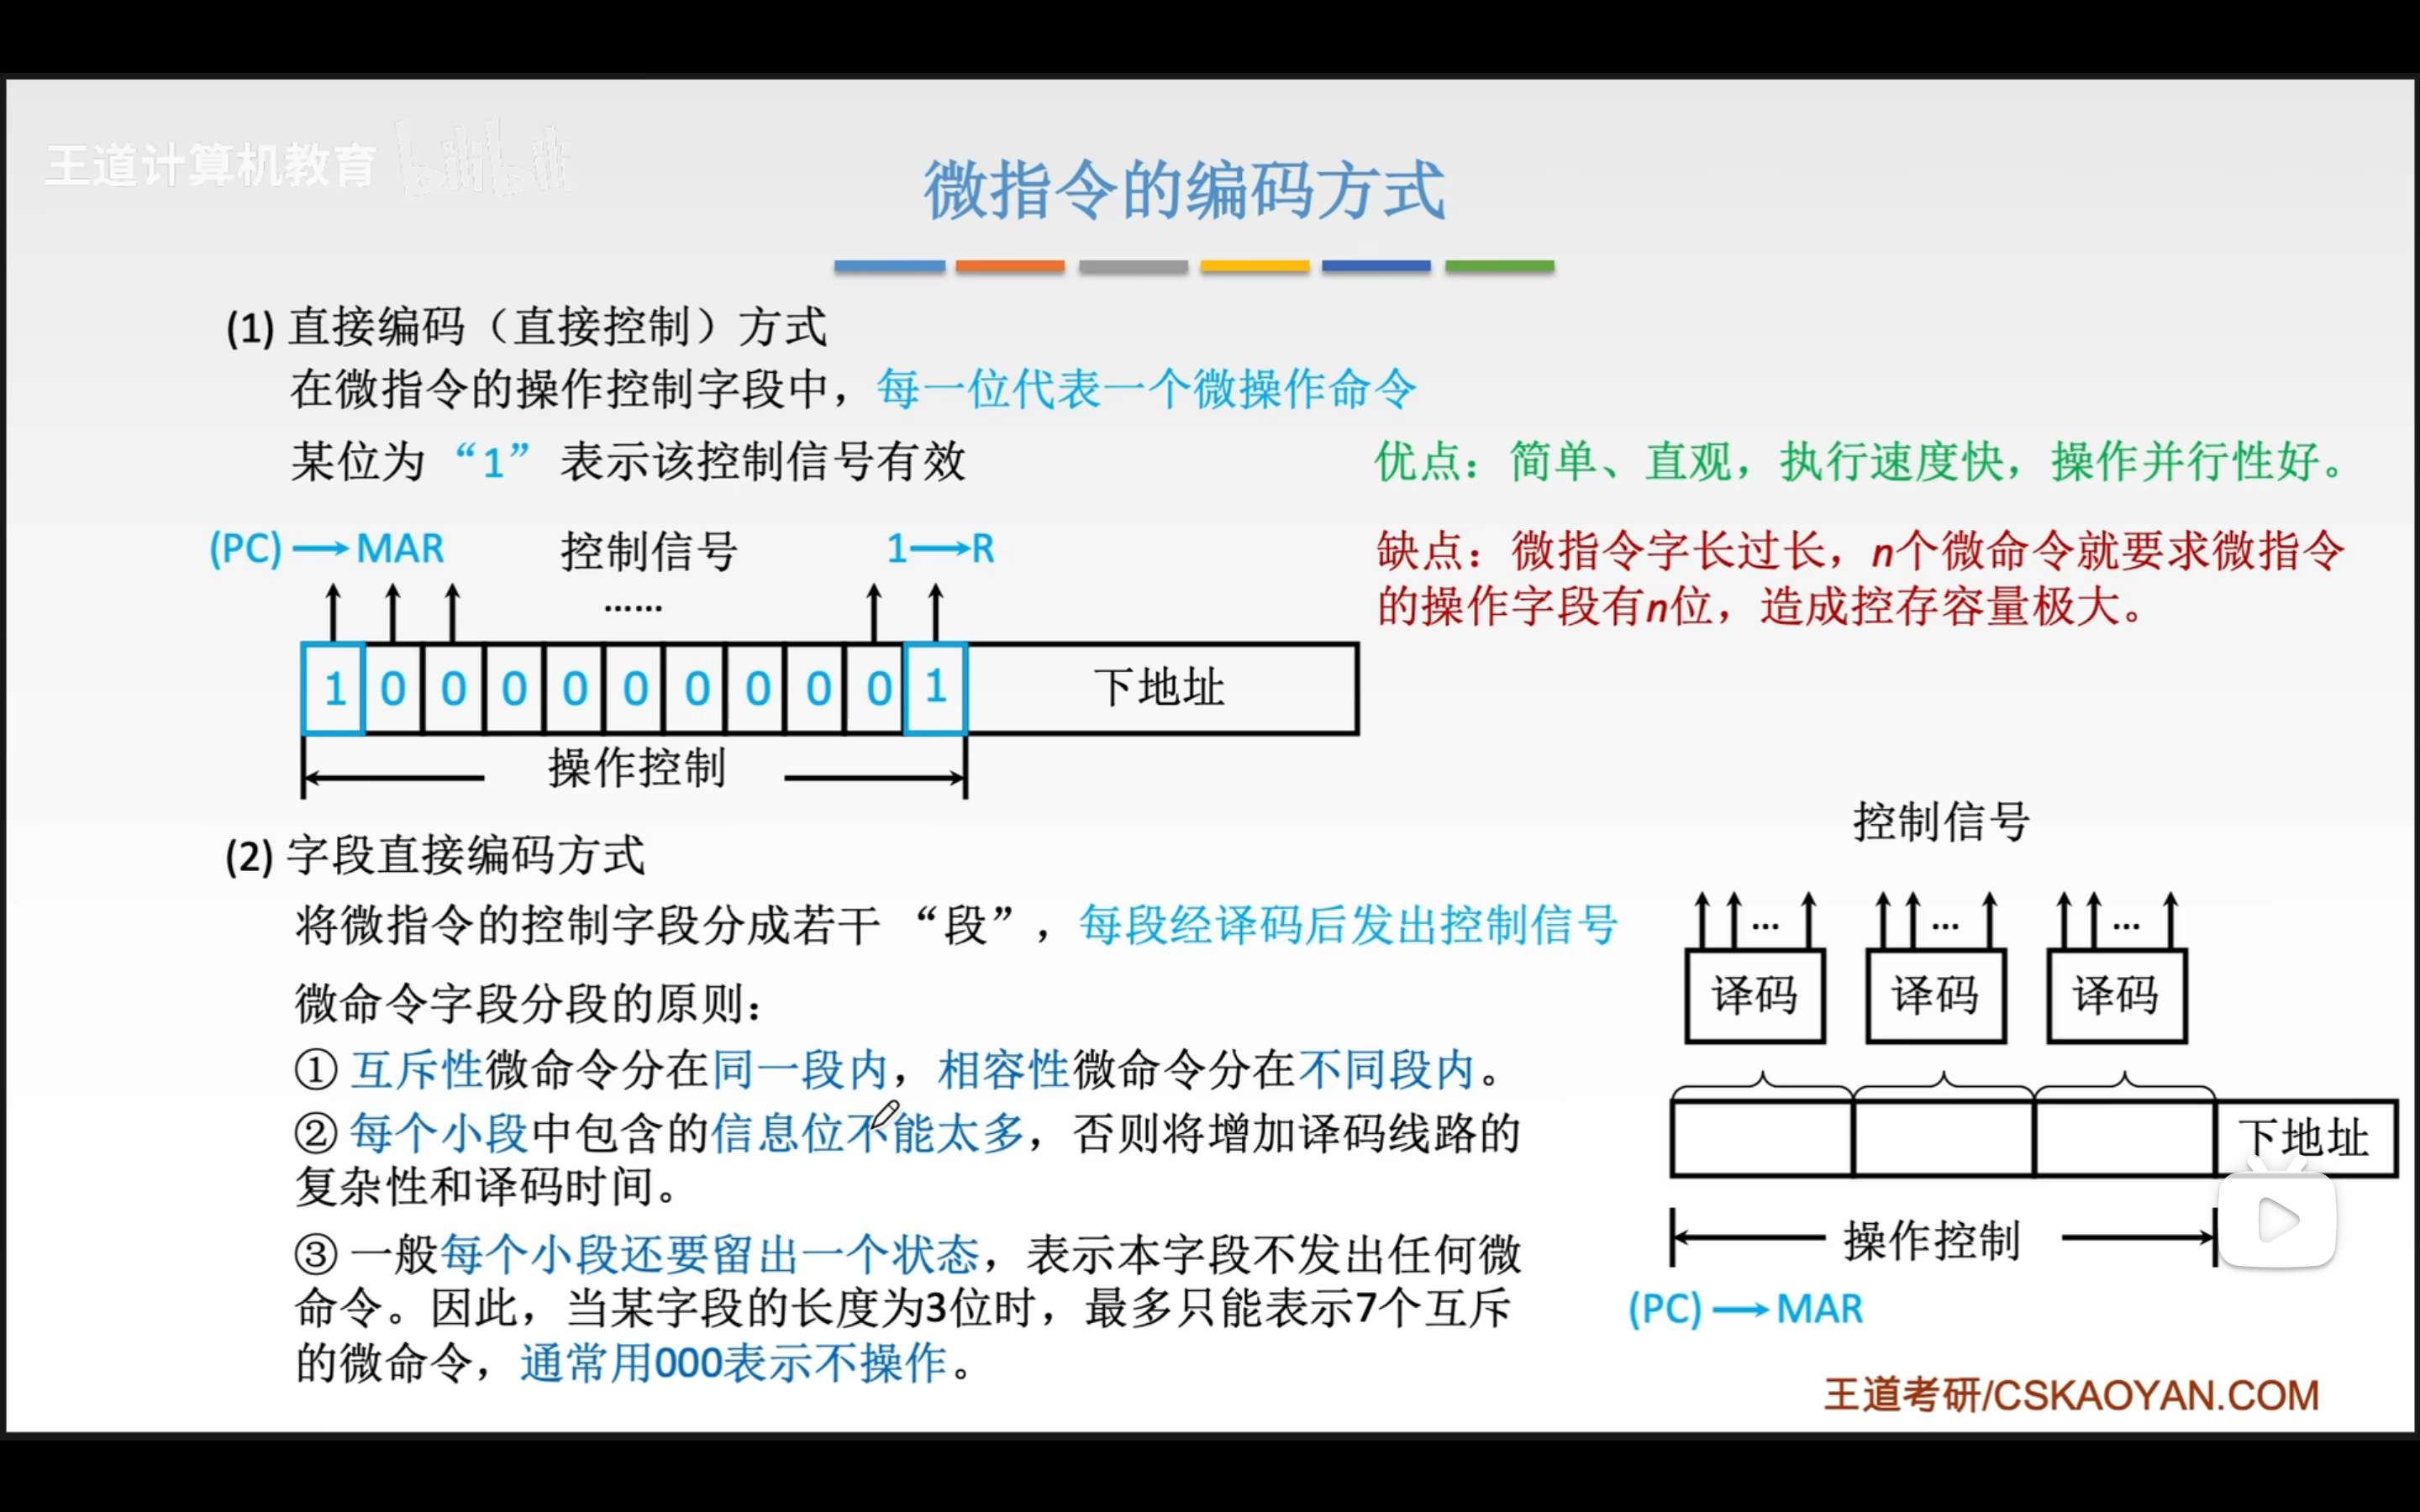 王道计算机教育 bilibili
微指令的编码方式
(1) 直接编码（直接控制）方式
在微指令的操作控制字段中，每一位代表一个微操作命令
某位为“1”表示该控制信号有效
优点：简单、直观，执行速度快，操作并行性好。
缺点：微指令字长过长，n个微命令就要求微指令
的操作字段有n位，造成控存容量极大。
(PC)→MAR 控制信号 1→R
……
1 0 0 0 0 0 0 0 0 0 1 下地址
操作控制
(2) 字段直接编码方式
将微指令的控制字段分成若干“段”，每段经译码后发出控制信号
微命令字段分段的原则：
① 互斥性微命令分在同一段内，相容性微命令分在不同段内。
② 每个小段中包含的信息位不能太多，否则将增加译码线路的
复杂性和译码时间。
③ 一般每个小段还要留出一个状态，表示本字段不发出任何微
命令。因此，当某字段的长度为3位时，最多只能表示7个互斥
的微命令，通常用000表示不操作。
控制信号
... ... ...
译码 译码 译码
下地址
操作控制
(PC)→MAR
王道考研/CSKAOYAN.COM